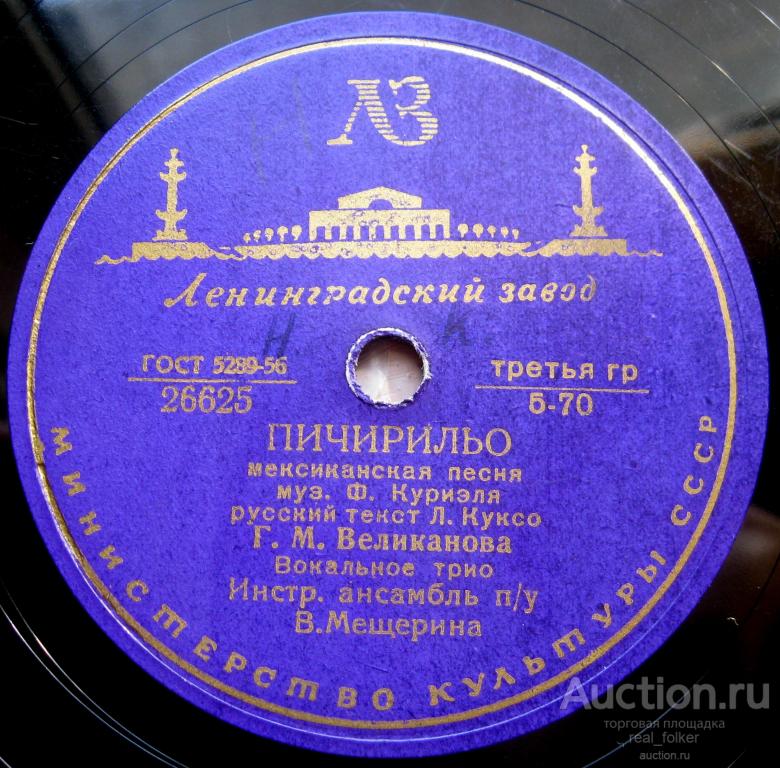 ЛЗ
Ленинградский завод
Н. К.
ГОСТ 5289-56
26625
третья гр
5-70
ПИЧИРИЛЬО
мексиканская песня
муз. Ф. Куриэля
русский текст Л. Куксо
Г. М. Великанова
Вокальное трио
Инстр. ансамбль п/у
В.Мещерина
МИНИСТЕРСТВО КУЛЬТУРЫ СССР
Auction.ru
торговая площадка
real_folker
auction.ru